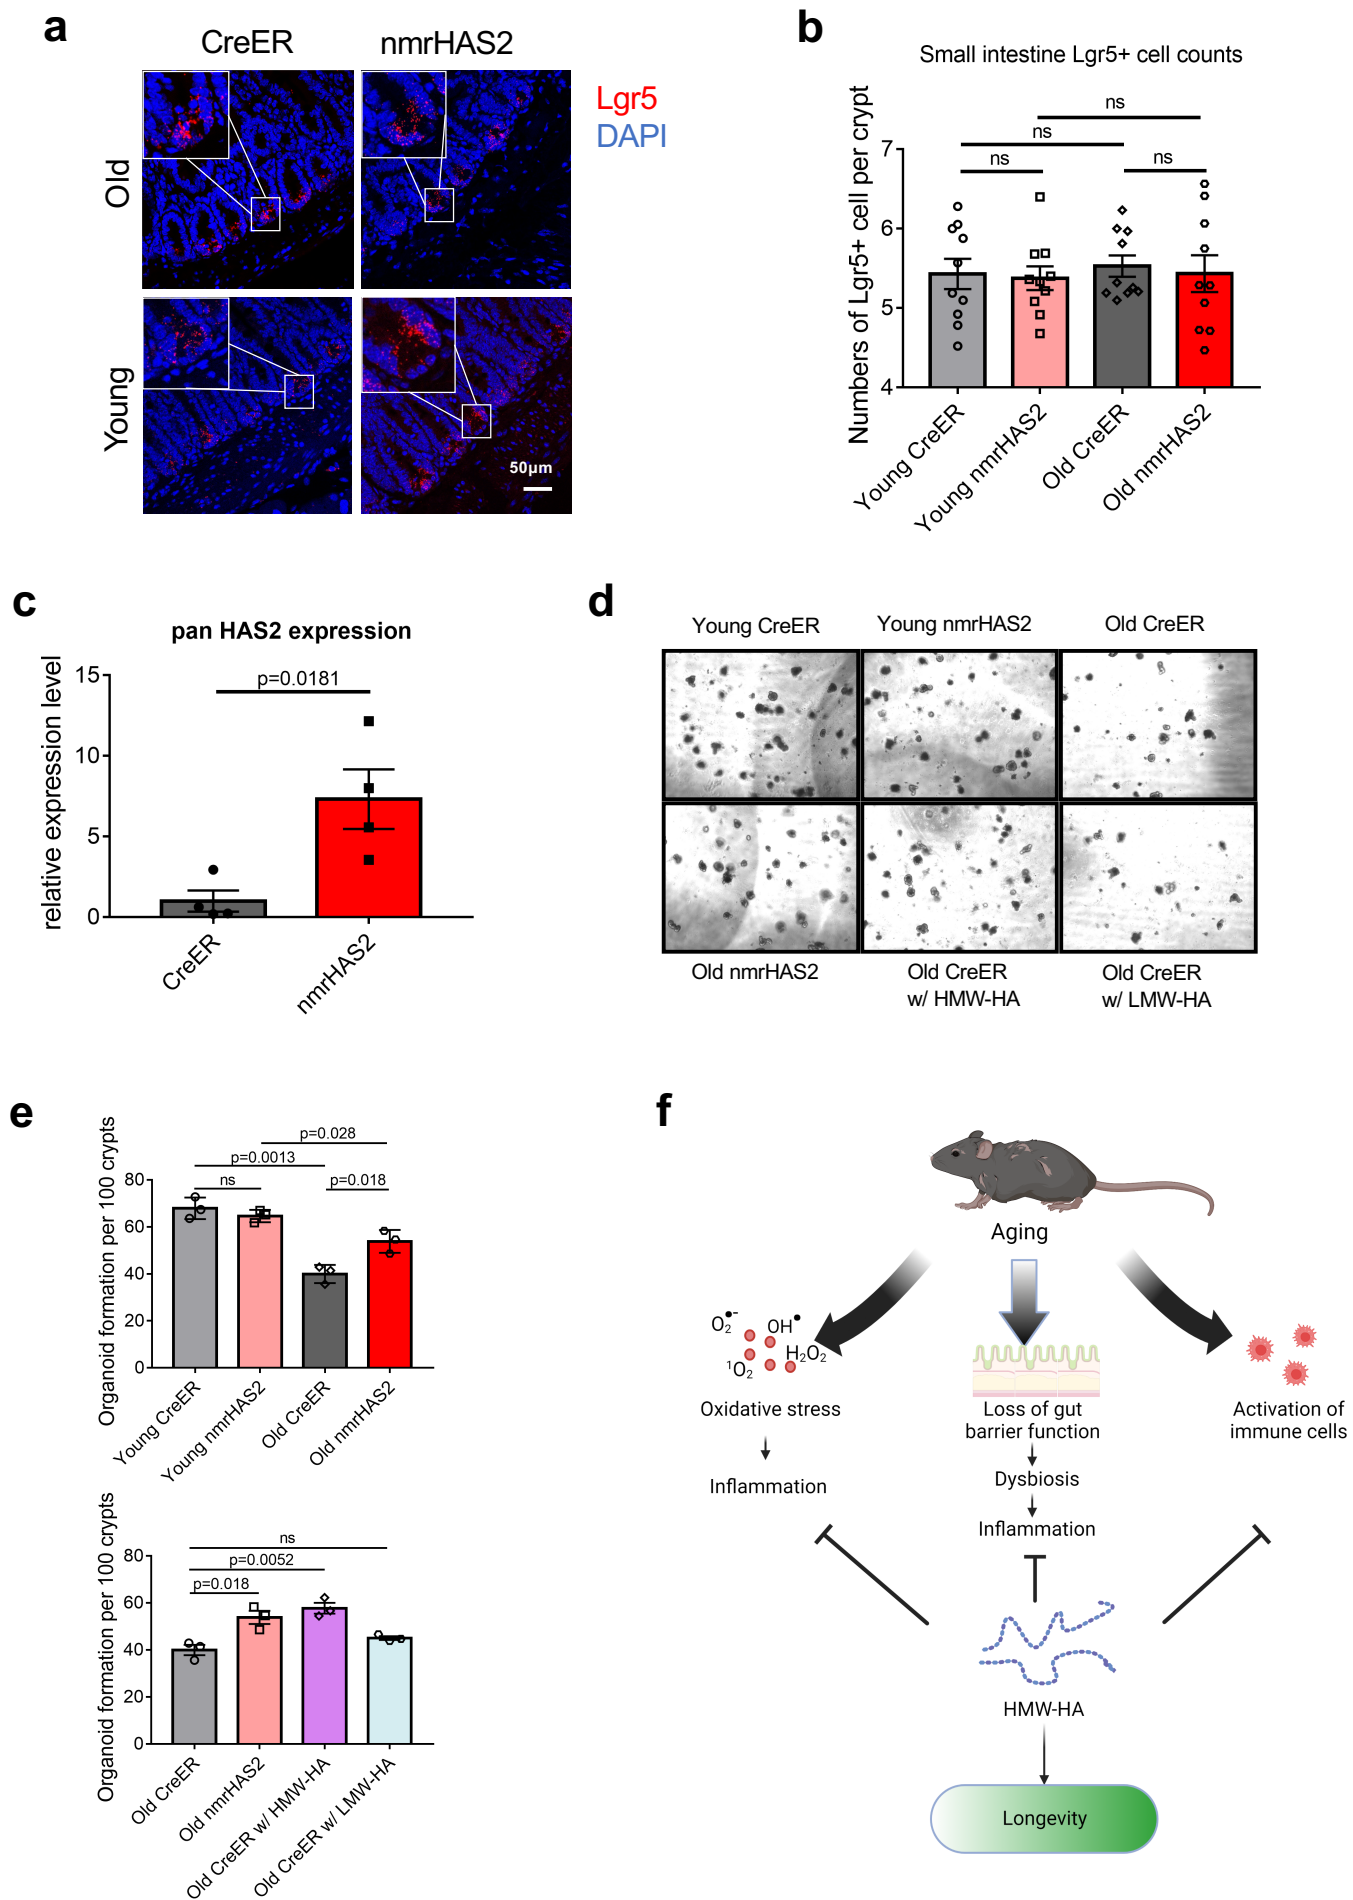 a
CreER
nmrHAS2
Lgr5
DAPI
Old
Young
50µm
b
Small intestine Lgr5+ cell counts
Numbers of Lgr5+ cell per crypt
ns
ns
ns
ns
7
6
5
4
Young CreER
Young nmrHAS2
Old CreER
Old nmrHAS2
c
pan HAS2 expression
relative expression level
p=0.0181
15
10
5
0
CreER
nmrHAS2
d
Young CreER
Young nmrHAS2
Old CreER
Old nmrHAS2
Old CreER
w/ HMW-HA
Old CreER
w/ LMW-HA
e
Organoid formation per 100 crypts
p=0.028
p=0.0013
ns
p=0.018
80
60
40
20
0
Young CreER
Young nmrHAS2
Old CreER
Old nmrHAS2
Organoid formation per 100 crypts
ns
p=0.0052
p=0.018
80
60
40
20
0
Old CreER
Old nmrHAS2
Old CreER w/ HMW-HA
Old CreER w/ LMW-HA
f
Aging
O₂•⁻
OH•
H₂O₂
¹O₂
Oxidative stress
Inflammation
Loss of gut
barrier function
Dysbiosis
Inflammation
Activation of
immune cells
HMW-HA
Longevity